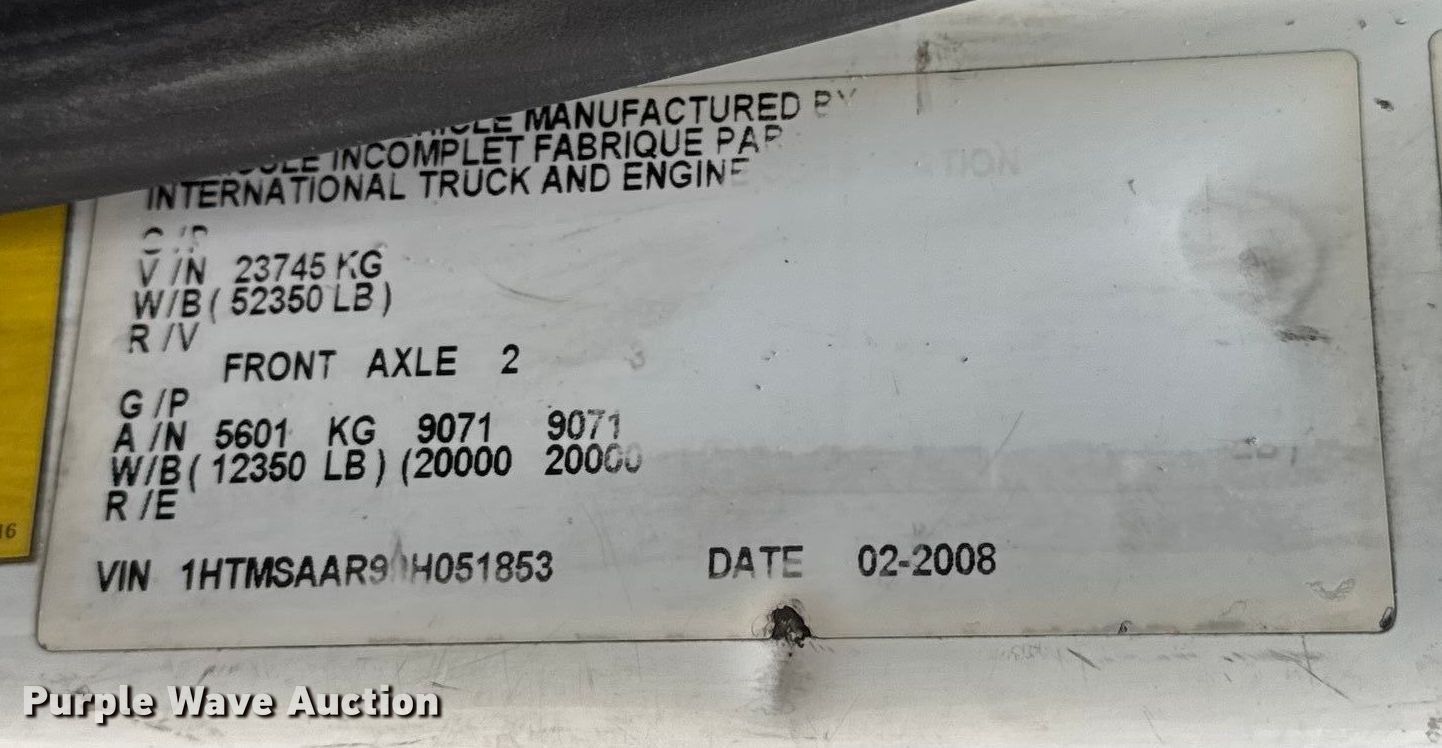 MANUFACTURED BY
INCOMPLET FABRIQUE PAR
INTERNATIONAL TRUCK AND ENGINE
V/N 23745 KG
W/B (52350 LB)
R/V
FRONT AXLE 2
G/P
A/N 5601 KG 9071 9071
W/B (12350 LB) (20000 20000
R/E
VIN DATE 02-2008
16
Purple Wave Auction